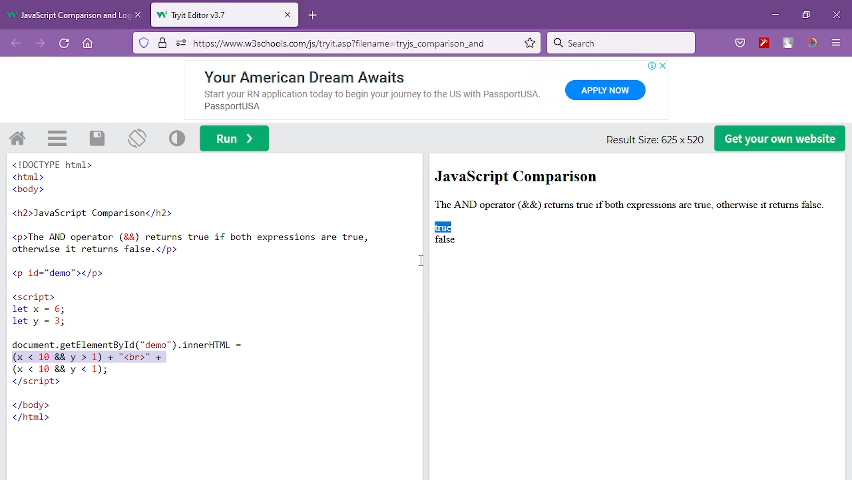 JavaScript Comparison and Log
Tryit Editor v3.7
https://www.w3schools.com/js/tryit.asp?filename=tryjs_comparison_and
Search
Your American Dream Awaits
Start your RN application today to begin your journey to the US with PassportUSA.
PassportUSA
APPLY NOW
Run
Result Size: 625 x 520
Get your own website
<!DOCTYPE html>
<html>
<body>
<h2>JavaScript Comparison</h2>
<p>The AND operator (&&) returns true if both expressions are true,
otherwise it returns false.</p>
<p id="demo"></p>
<script>
let x = 6;
let y = 3;
document.getElementById("demo").innerHTML =
(x < 10 && y > 1) + "<br>" +
(x < 10 && y < 1);
</script>
</body>
</html>
JavaScript Comparison
The AND operator (&&) returns true if both expressions are true, otherwise it returns false.
true
false